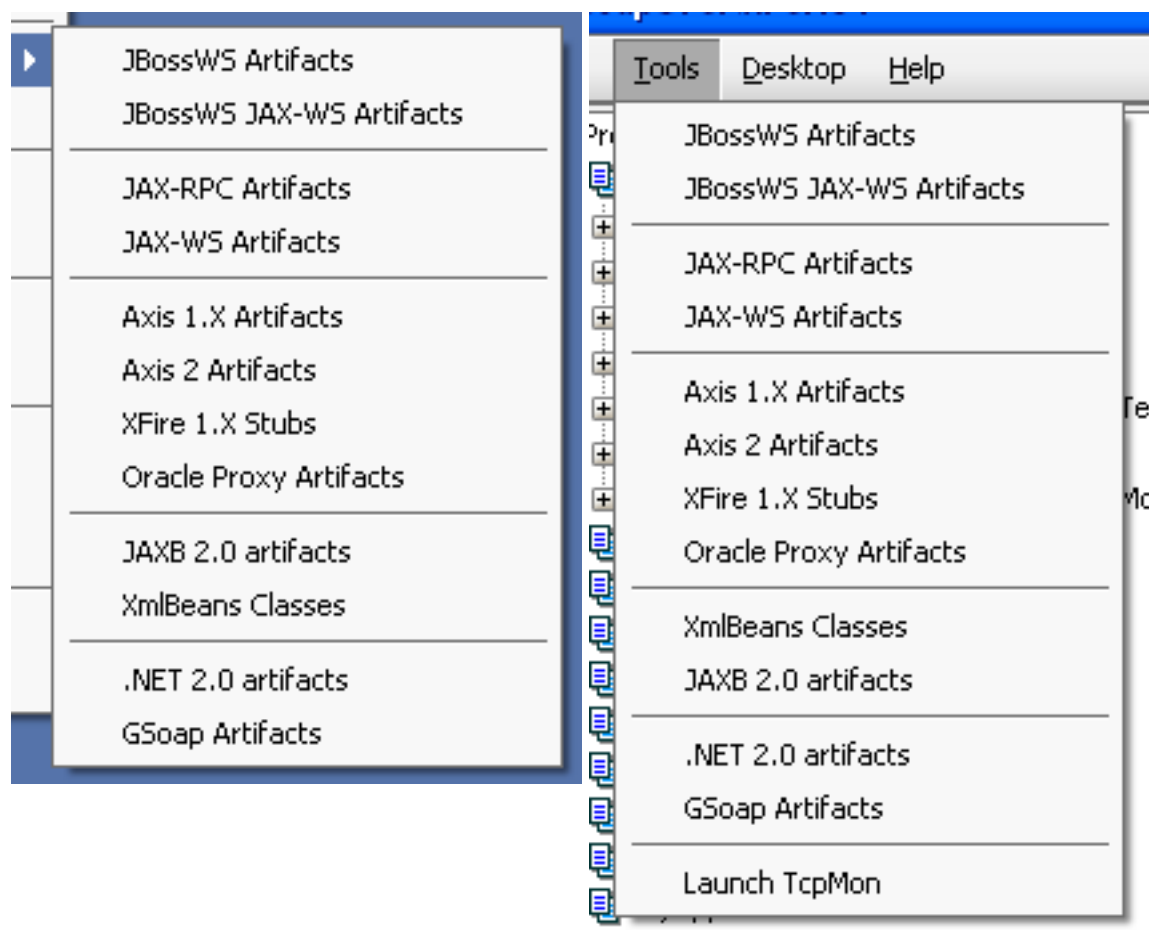 JBossWS Artifacts
JBossWS JAX-WS Artifacts
JAX-RPC Artifacts
JAX-WS Artifacts
Axis 1.X Artifacts
Axis 2 Artifacts
XFire 1.X Stubs
Oracle Proxy Artifacts
JAXB 2.0 artifacts
XmlBeans Classes
.NET 2.0 artifacts
GSoap Artifacts
Tools Desktop Help
JBossWS Artifacts
JBossWS JAX-WS Artifacts
JAX-RPC Artifacts
JAX-WS Artifacts
Axis 1.X Artifacts
Axis 2 Artifacts
XFire 1.X Stubs
Oracle Proxy Artifacts
XmlBeans Classes
JAXB 2.0 artifacts
.NET 2.0 artifacts
GSoap Artifacts
Launch TcpMon